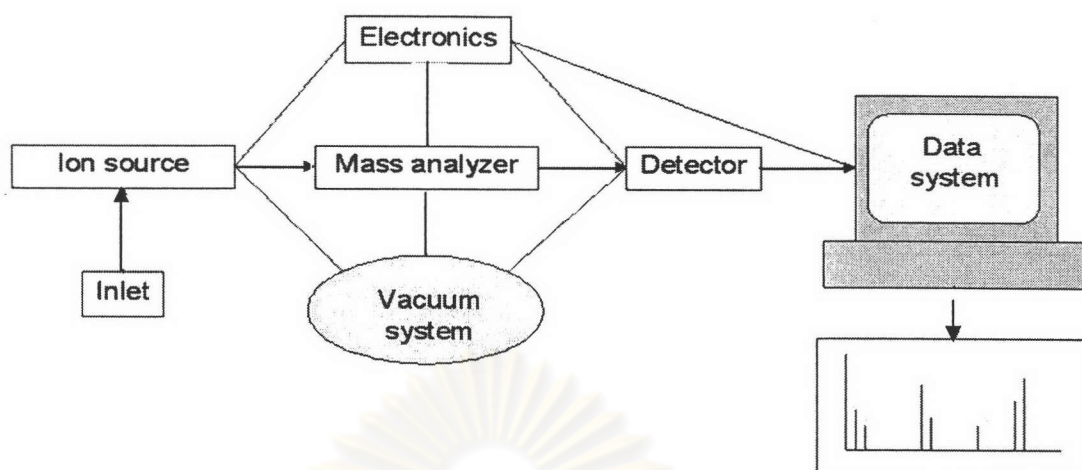 Electronics
Ion source
Mass analyzer
Detector
Data
system
Inlet
Vacuum
system